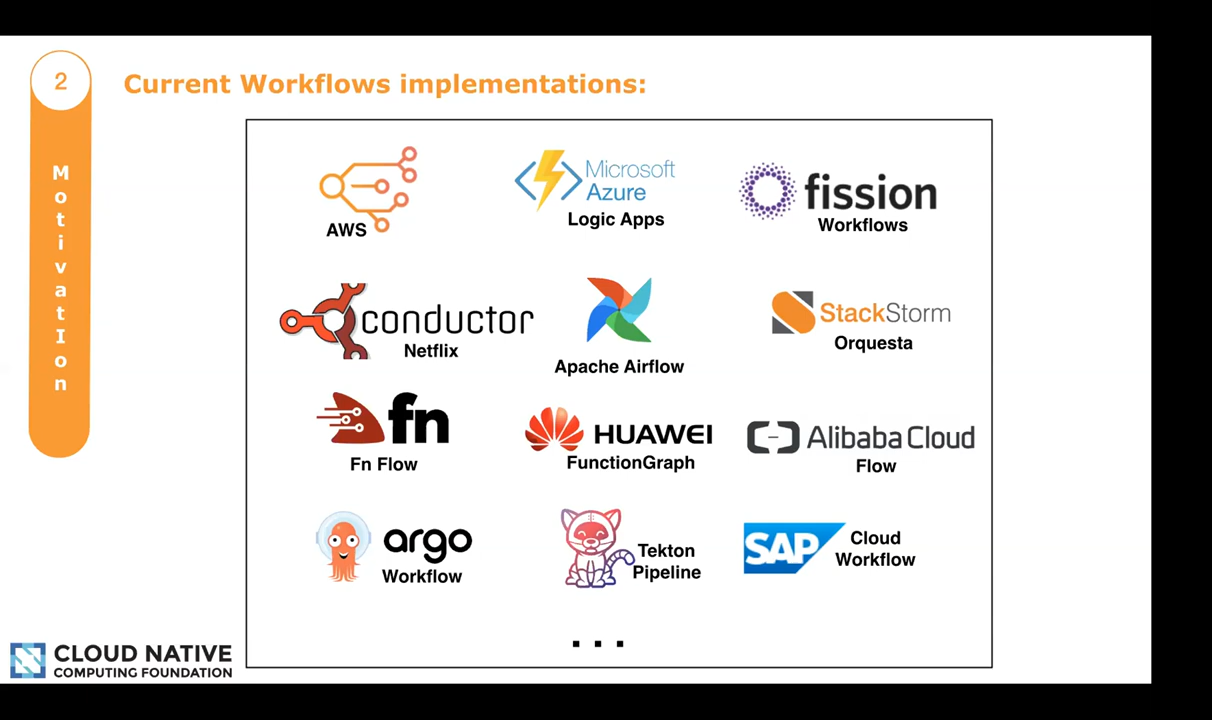 2
MotivatIon
Current Workflows implementations:
AWS
Microsoft
Azure
Logic Apps
fission
Workflows
conductor
Netflix
Apache Airflow
StackStorm
Orquesta
fn
Fn Flow
HUAWEI
FunctionGraph
Alibaba Cloud
Flow
argo
Workflow
Tekton
Pipeline
SAP
Cloud
Workflow
...
CLOUD NATIVE
COMPUTING FOUNDATION